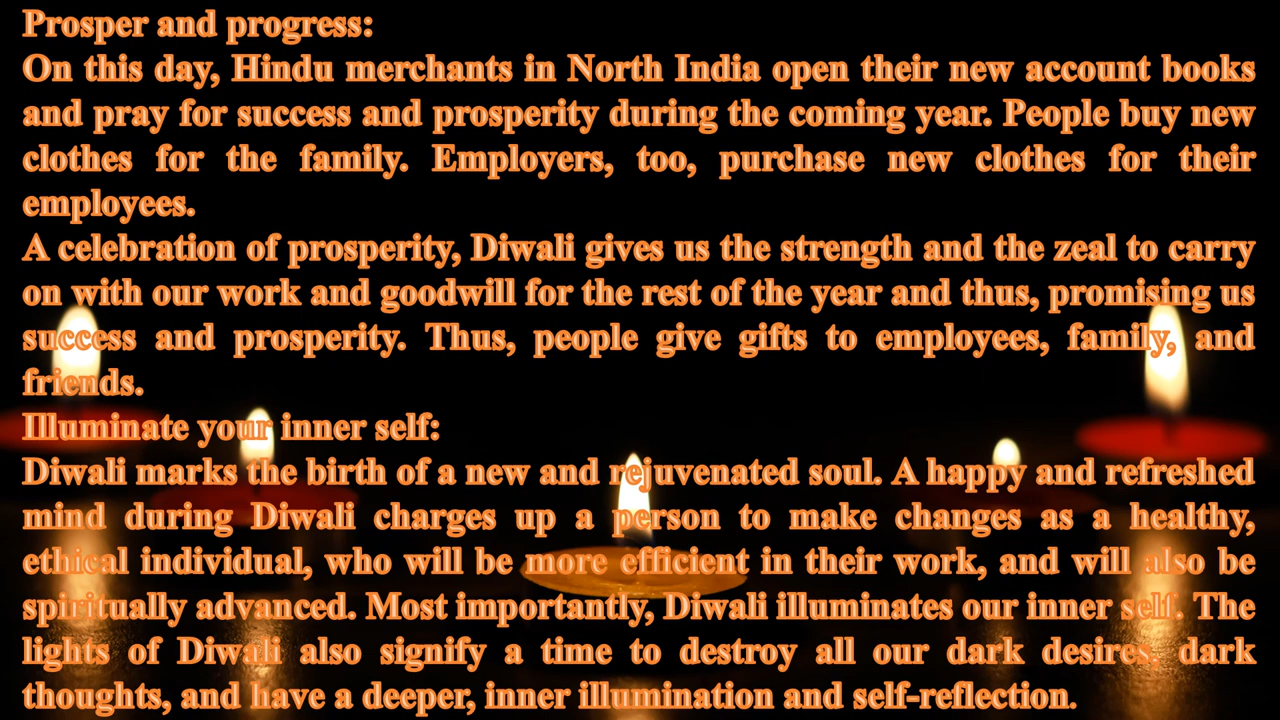 Prosper and progress:
On this day, Hindu merchants in North India open their new account books
and pray for success and prosperity during the coming year. People buy new
clothes for the family. Employers, too, purchase new clothes for their
employees.
A celebration of prosperity, Diwali gives us the strength and the zeal to carry
on with our work and goodwill for the rest of the year and thus, promising us
success and prosperity. Thus, people give gifts to employees, family, and
friends.
Illuminate your inner self:
Diwali marks the birth of a new and rejuvenated soul. A happy and refreshed
mind during Diwali charges up a person to make changes as a healthy,
ethical individual, who will be more efficient in their work, and will also be
spiritually advanced. Most importantly, Diwali illuminates our inner self. The
lights of Diwali also signify a time to destroy all our dark desires, dark
thoughts, and have a deeper, inner illumination and self-reflection.